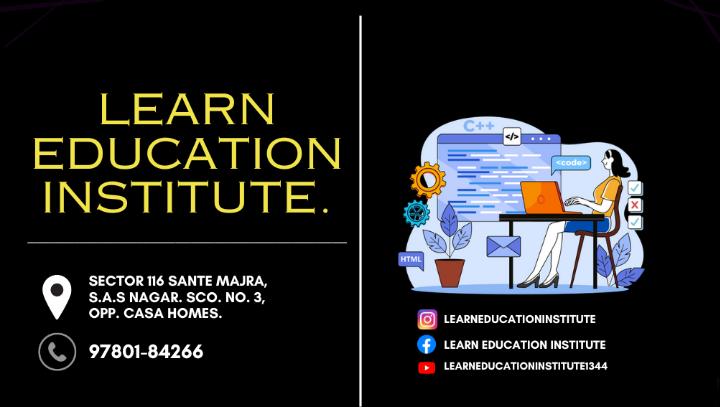 LEARN
EDUCATION
INSTITUTE.
SECTOR 116 SANTE MAJRA,
S.A.S NAGAR. SCO. NO. 3,
OPP. CASA HOMES.
97801-84266
C++
</>
<code>
HTML
LEARNEDUCATIONINSTITUTE
LEARN EDUCATION INSTITUTE
LEARNEDUCATIONINSTITUTE1344